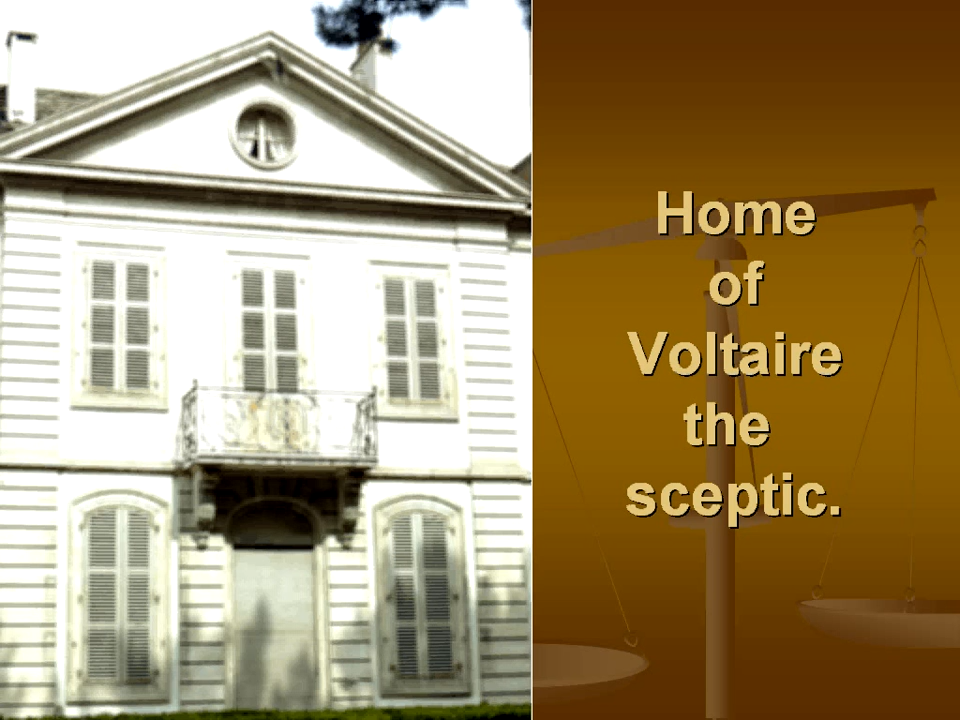 Home
of
Voltaire
the
sceptic.